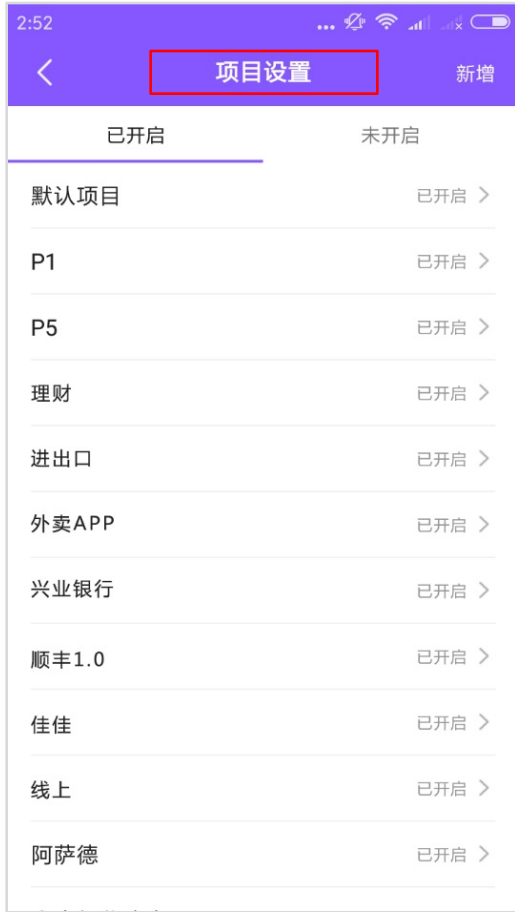 2:52
项目设置
新增
已开启 未开启
默认项目 已开启
P1 已开启
P5 已开启
理财 已开启
进出口 已开启
外卖APP 已开启
兴业银行 已开启
顺丰1.0 已开启
佳佳 已开启
线上 已开启
阿萨德 已开启